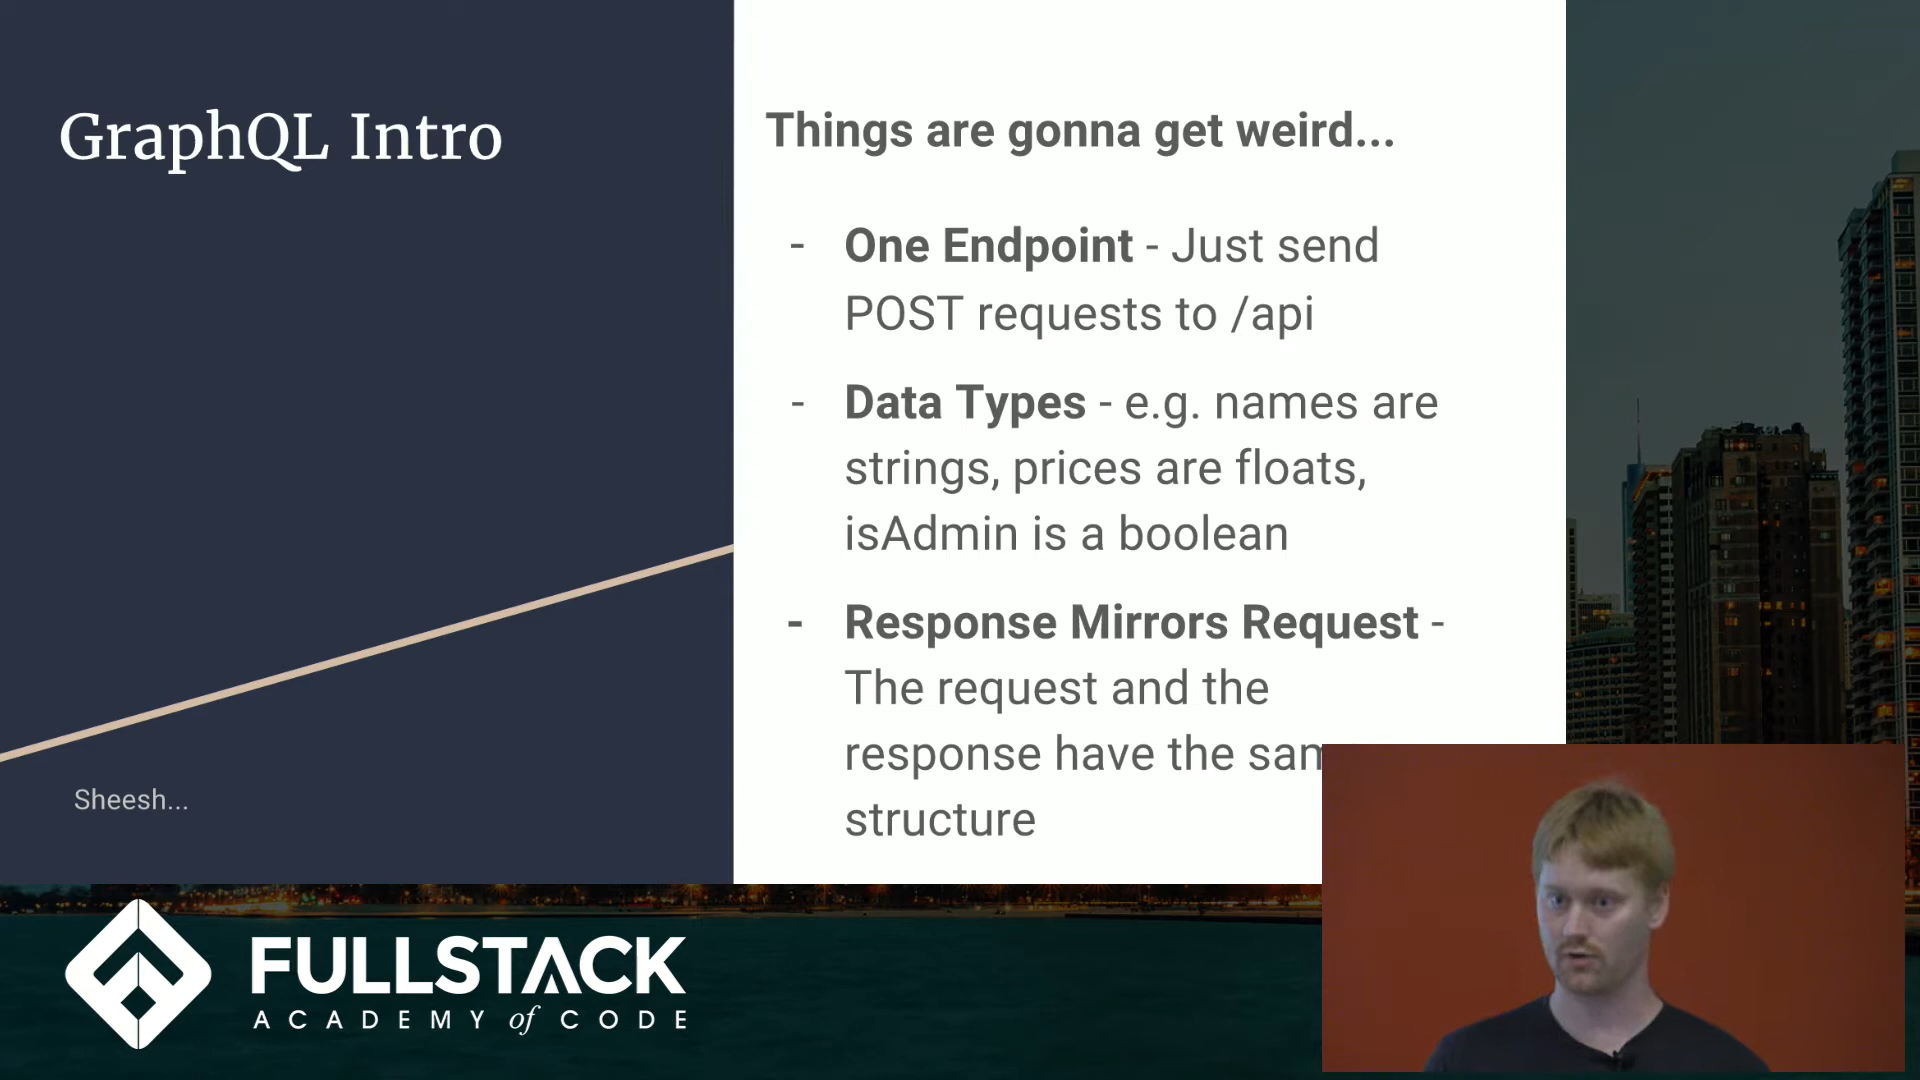 GraphQL Intro
Things are gonna get weird...
- One Endpoint - Just send
POST requests to /api
- Data Types - e.g. names are
strings, prices are floats,
isAdmin is a boolean
- Response Mirrors Request -
The request and the
response have the
structure
Sheesh...
FULLSTACK
ACADEMY of CODE